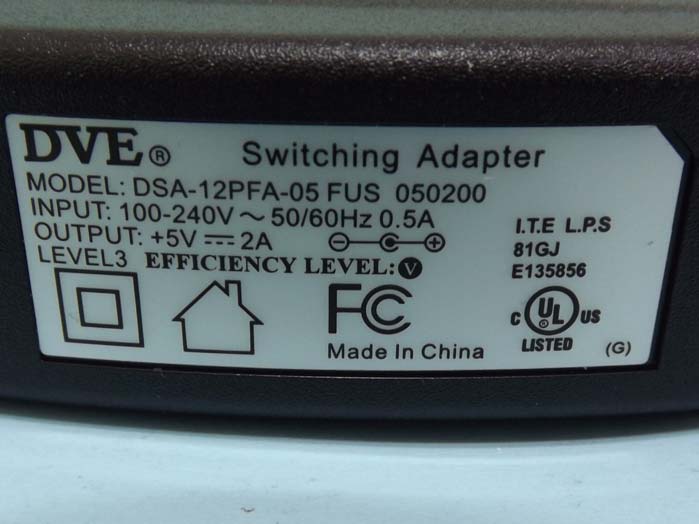 DVE® Switching Adapter
MODEL: DSA-12PFA-05 FUS 050200
INPUT: 100-240V ~ 50/60Hz 0.5A
OUTPUT: +5V ⎓ 2A
LEVEL3 EFFICIENCY LEVEL: V
I.T.E L.P.S
81GJ
E135856
FC
Made In China
C UL® US
LISTED
(G)